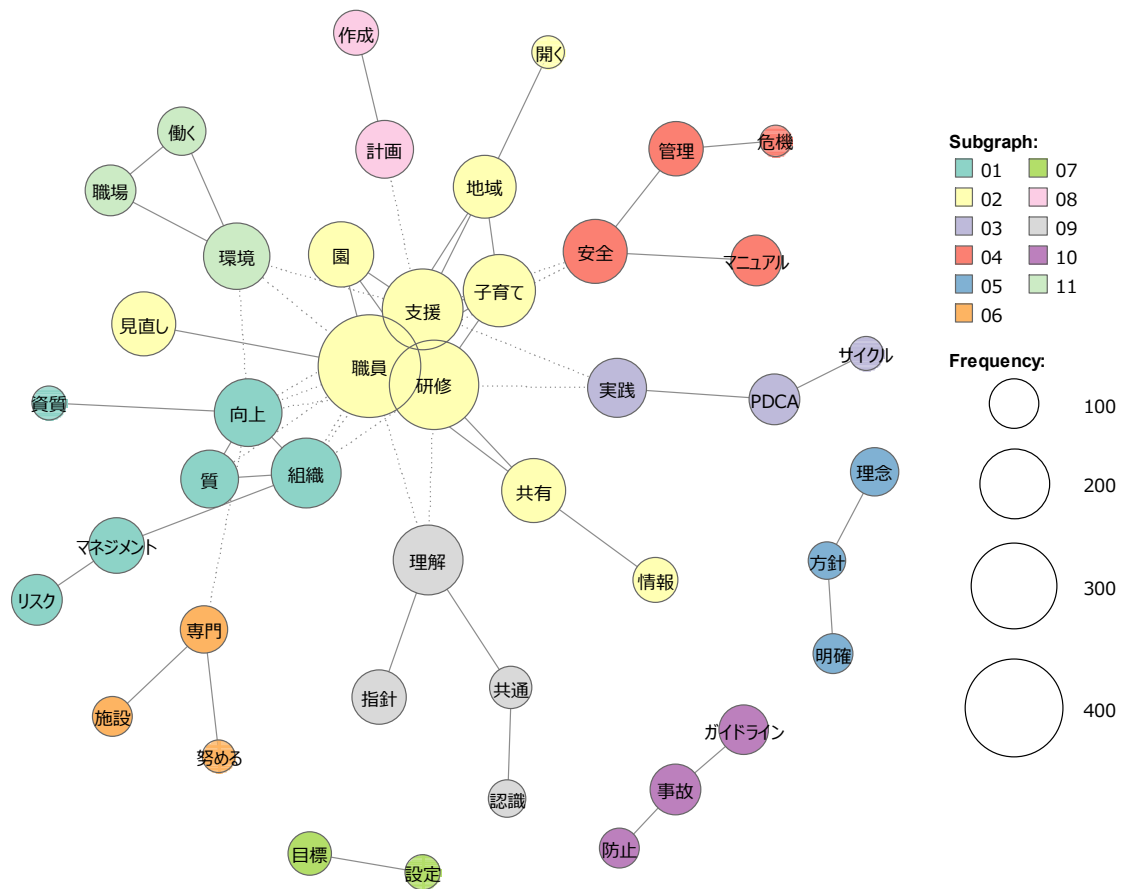 作成
開く
働く
計画
管理
危機
職場
地域
園
環境
安全
マニュアル
子育て
支援
見直し
職員
研修
実践
サイクル
PDCA
資質
向上
質
組織
共有
理念
マネジメント
理解
方針
情報
リスク
専門
明確
指針
共通
施設
努める
ガイドライン
認識
事故
防止
目標
設定
Subgraph:
01
02
03
04
05
06
07
08
09
10
11
Frequency:
100
200
300
400